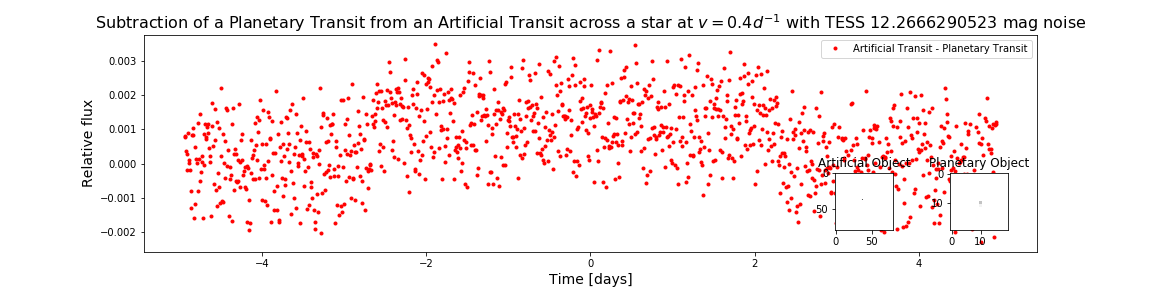 Subtraction of a Planetary Transit from an Artificial Transit across a star at v = 0.4d⁻¹ with TESS 12.2666290523 mag noise
Artificial Transit - Planetary Transit
Relative flux
0.003
0.002
0.001
0.000
−0.001
−0.002
Artificial Object
0
50
0 50
Planetary Object
0
10
0 10
−4 −2 0 2 4
Time [days]